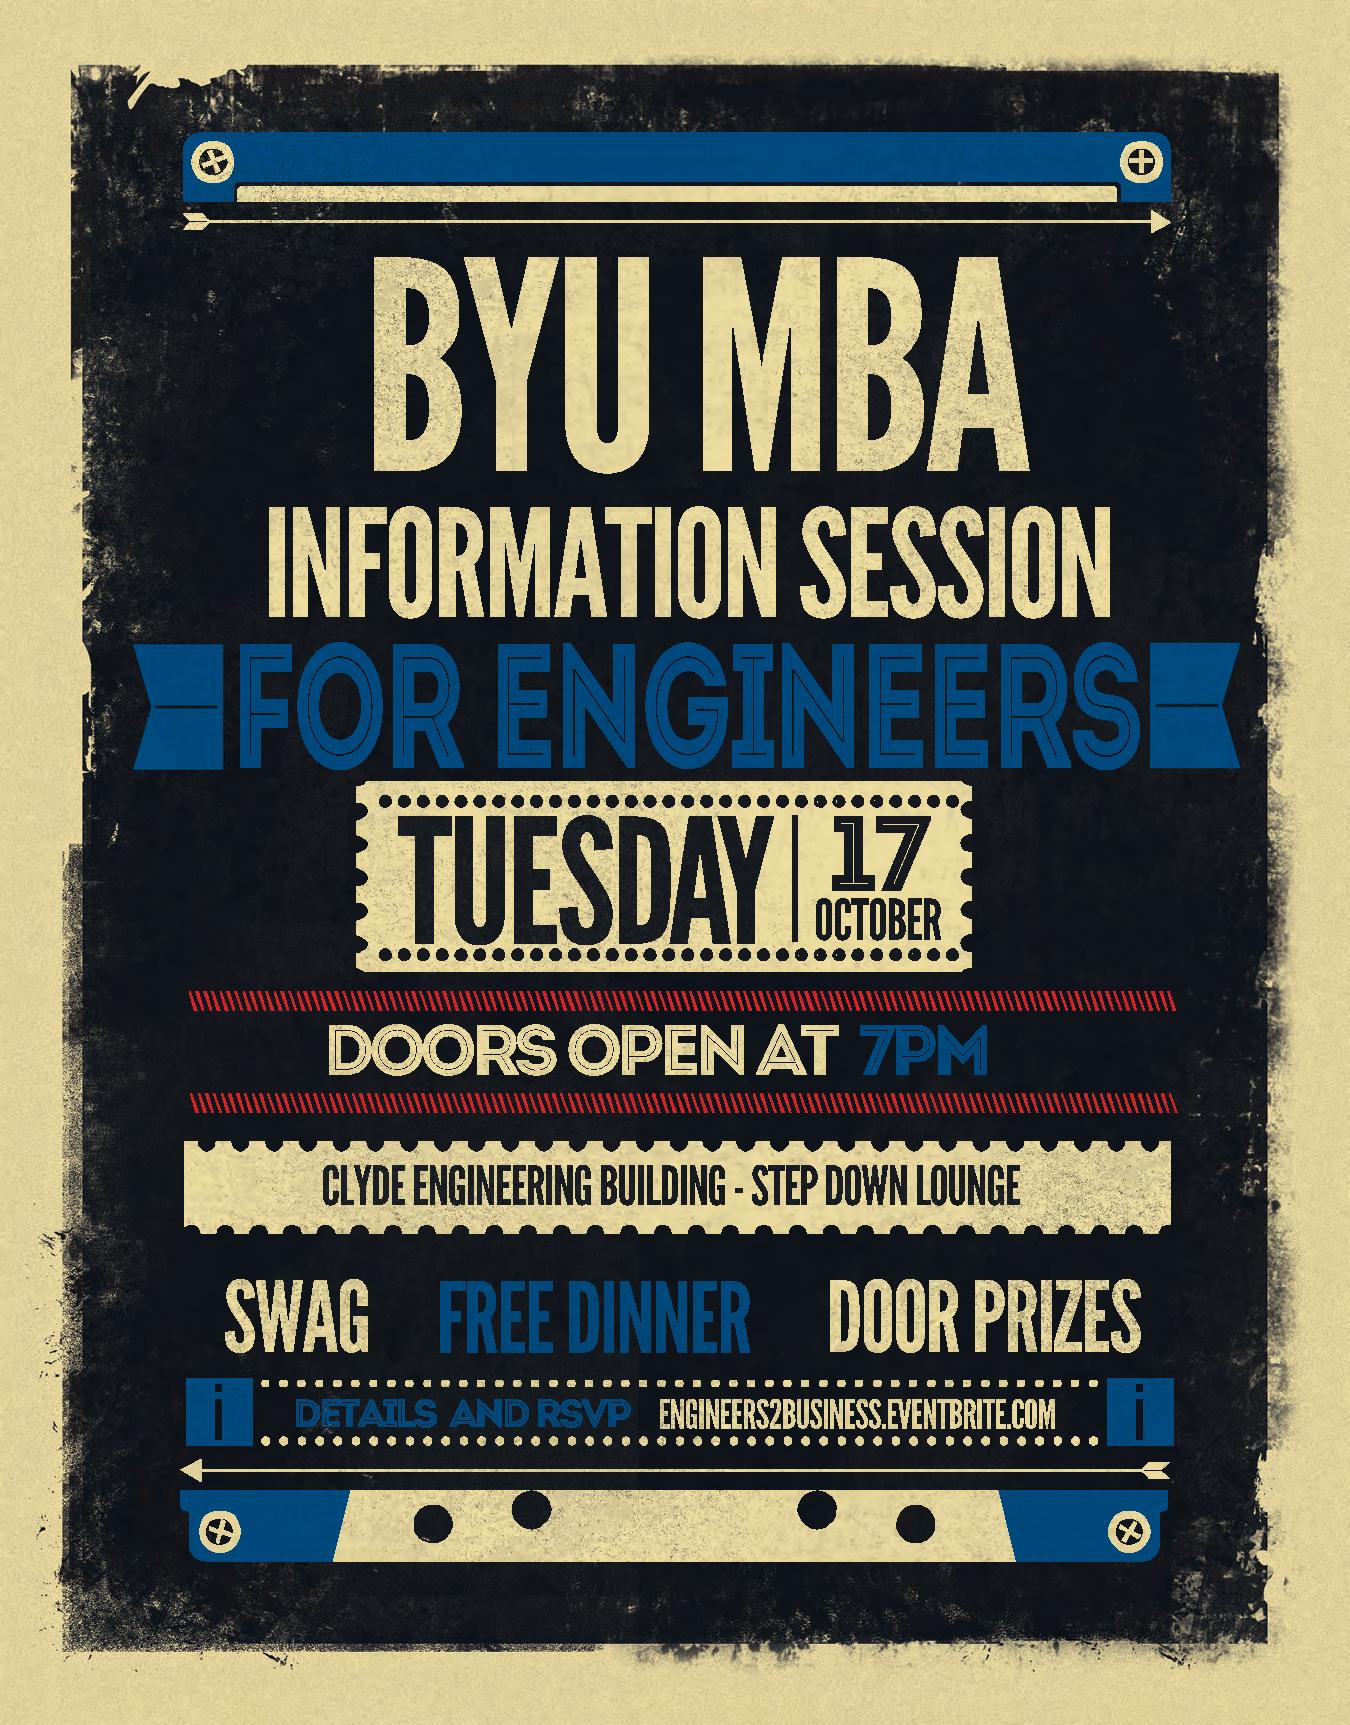 BYU MBA
INFORMATION SESSION
FOR ENGINEERS
TUESDAY 17 OCTOBER
DOORS OPEN AT 7PM
CLYDE ENGINEERING BUILDING - STEP DOWN LOUNGE
SWAG FREE DINNER DOOR PRIZES
i DETAILS AND RSVP ENGINEERS2BUSINESS.EVENTBRITE.COM i